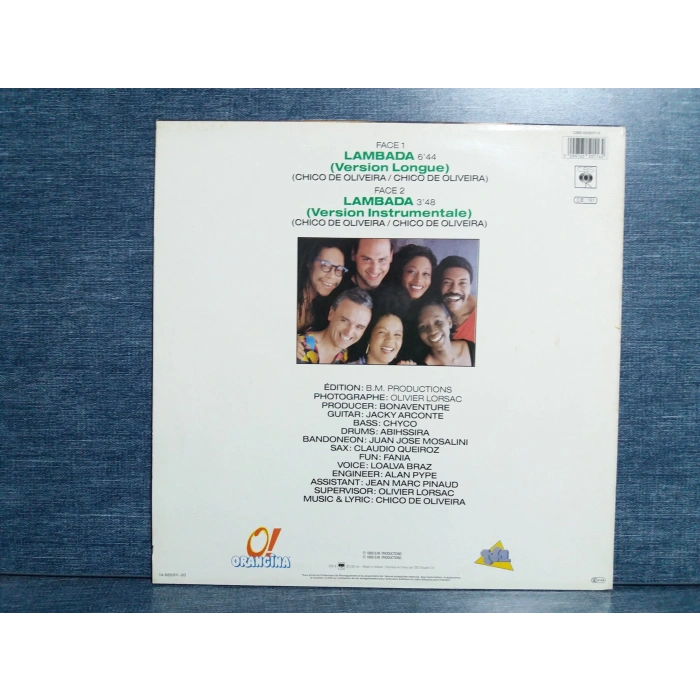 FACE 1
LAMBADA 6'44
(Version Longue)
(CHICO DE OLIVEIRA / CHICO DE OLIVEIRA)
FACE 2
LAMBADA 3'48
(Version Instrumentale)
(CHICO DE OLIVEIRA / CHICO DE OLIVEIRA)
ÉDITION: B.M. PRODUCTIONS
PHOTOGRAPHE: OLIVIER LORSAC
PRODUCER: BONAVENTURE
GUITAR: JACKY ARCONTE
BASS: CHYCO
DRUMS: ABIHSSIRA
BANDONEON: JUAN JOSE MOSALINI
SAX: CLAUDIO QUEIROZ
FUN: FANIA
VOICE: LOALVA BRAZ
ENGINEER: ALAN PYPE
ASSISTANT: JEAN MARC PINAUD
SUPERVISOR: OLIVIER LORSAC
MUSIC & LYRIC: CHICO DE OLIVEIRA
O!
ORANGINA